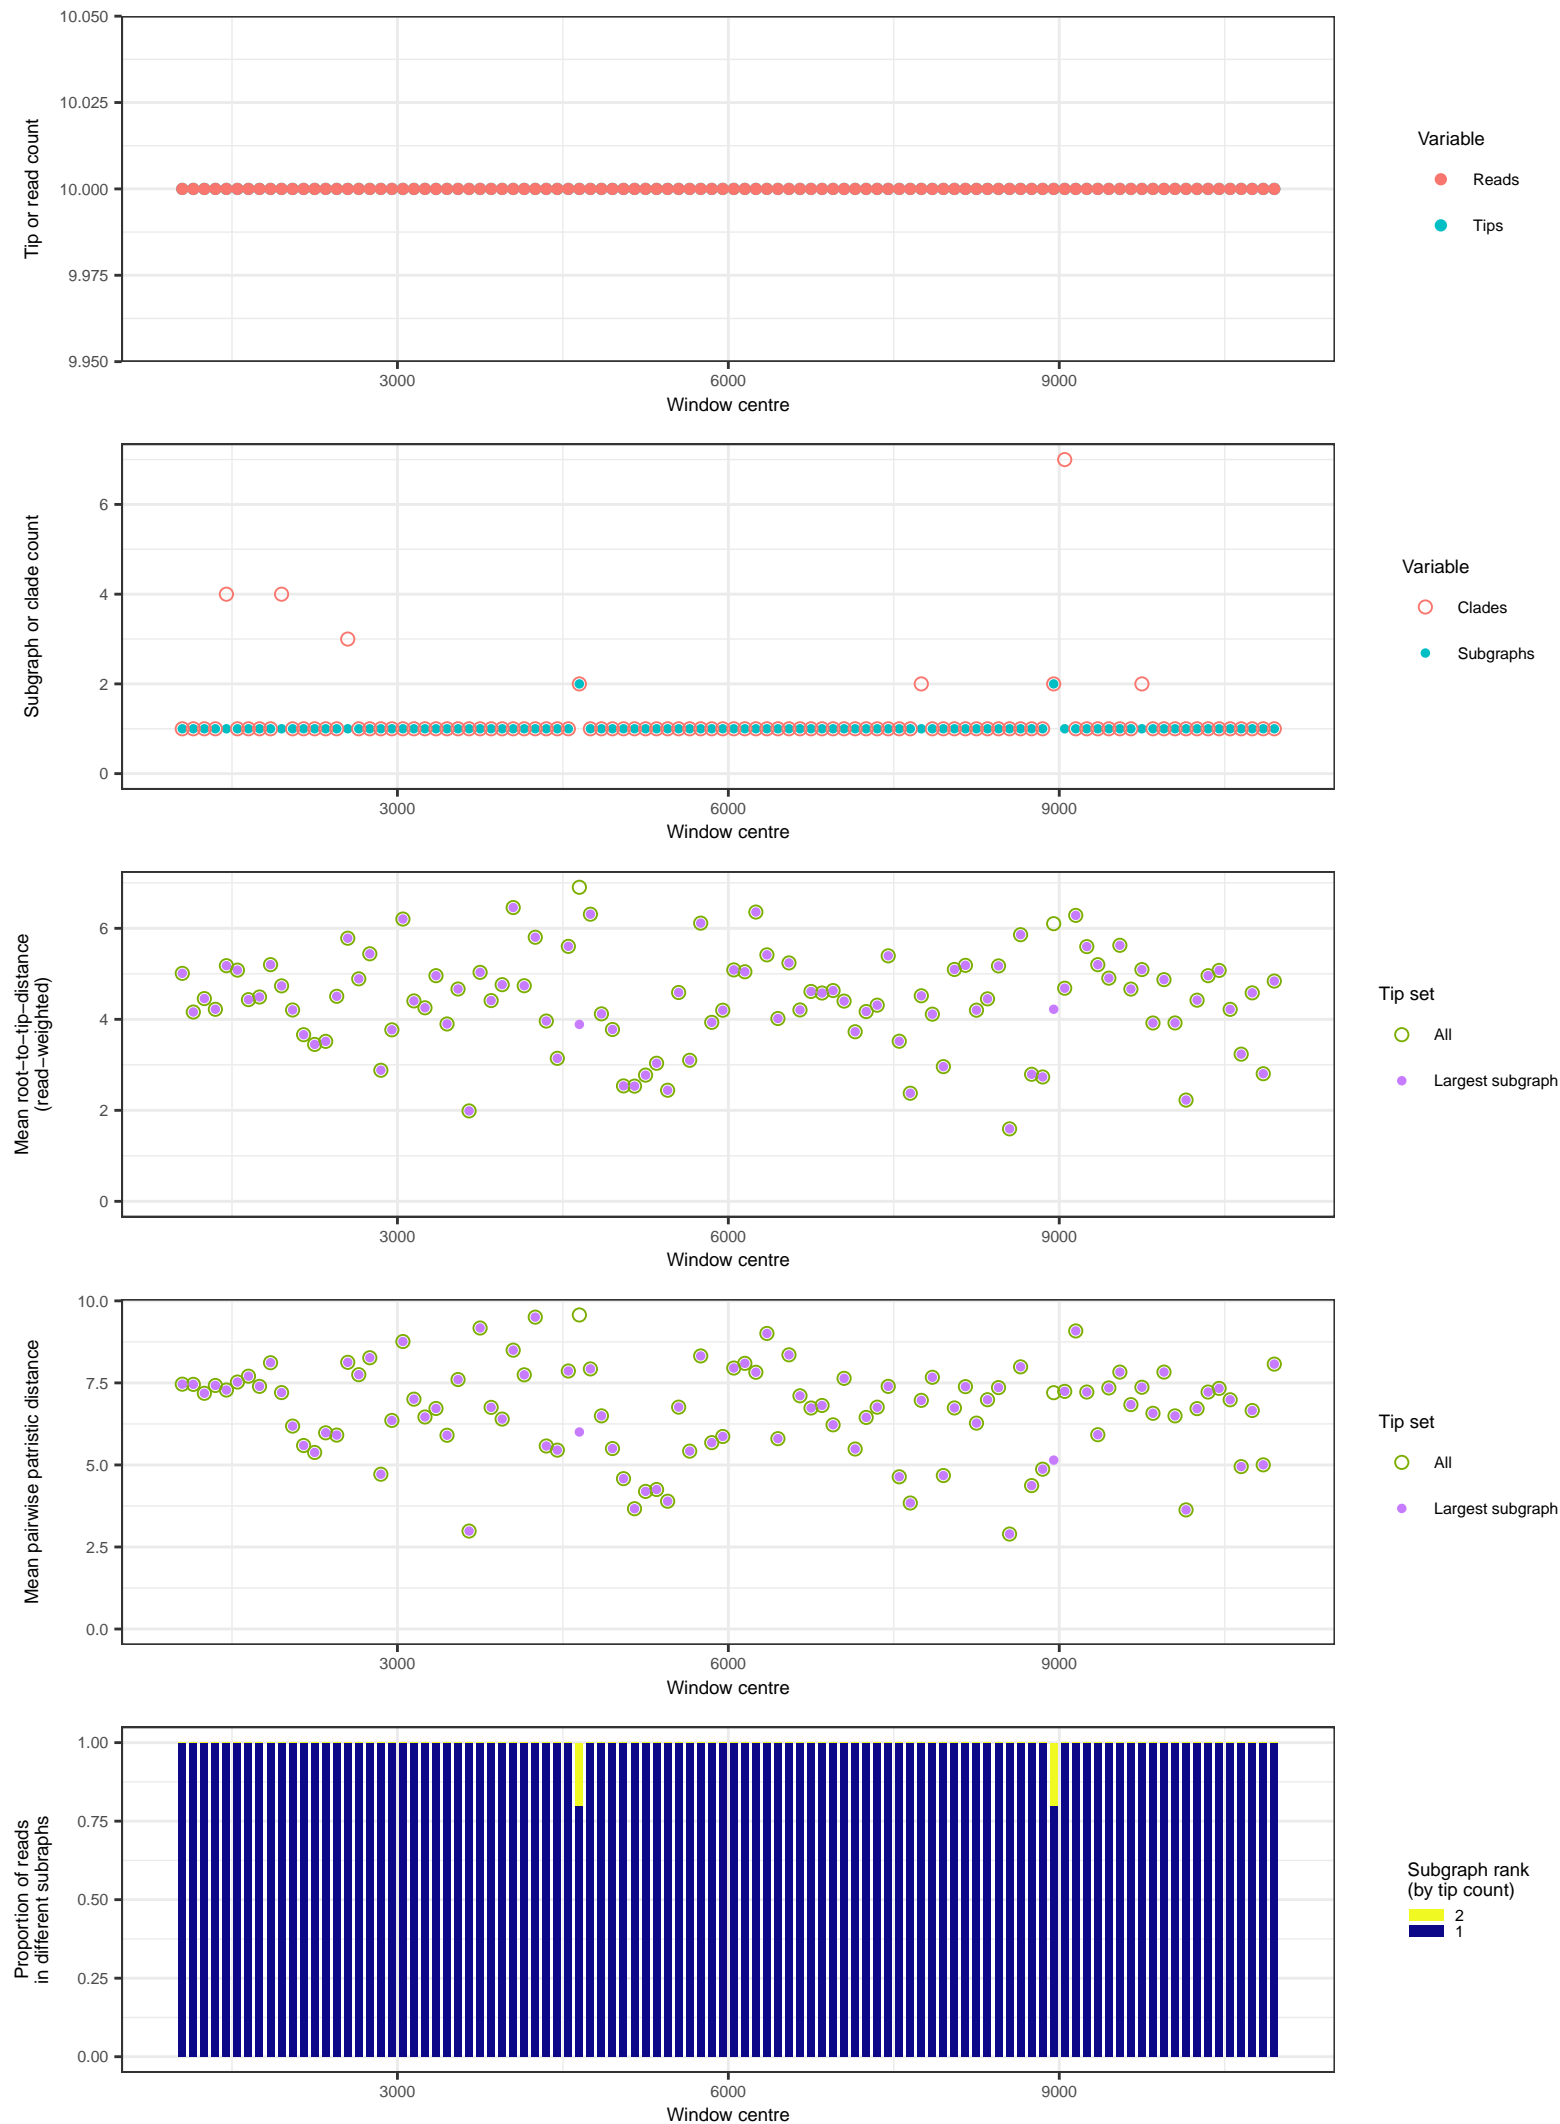 10.050
10.025
10.000
9.975
9.950
Tip or read count
3000 6000 9000
Window centre
Variable
Reads
Tips
6
4
2
0
Subgraph or clade count
3000 6000 9000
Window centre
Variable
Clades
Subgraphs
6
4
2
0
Mean root−to−tip−distance
(read−weighted)
3000 6000 9000
Window centre
Tip set
All
Largest subgraph
10.0
7.5
5.0
2.5
0.0
Mean pairwise patristic distance
3000 6000 9000
Window centre
Tip set
All
Largest subgraph
1.00
0.75
0.50
0.25
0.00
Proportion of reads
in different subraphs
3000 6000 9000
Window centre
Subgraph rank
(by tip count)
2
1